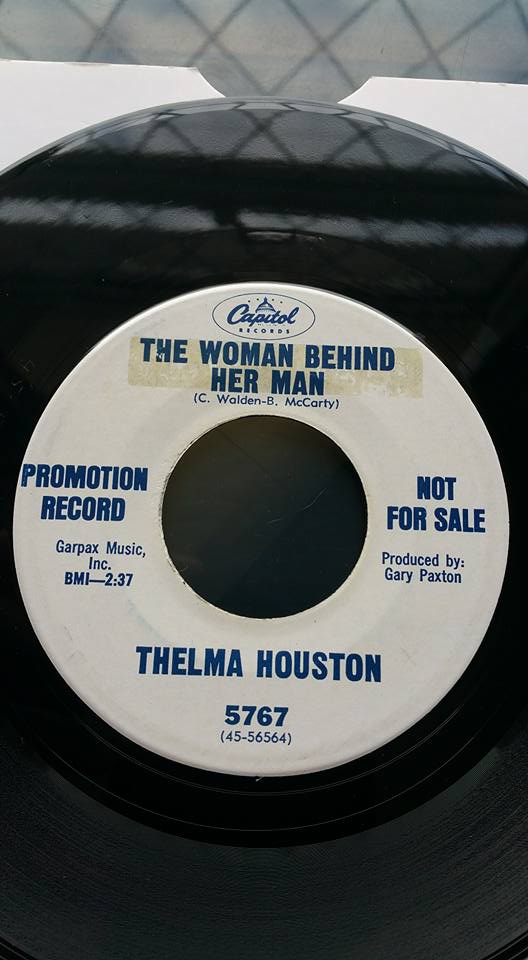 Capitol
RECORDS
THE WOMAN BEHIND
HER MAN
(C. Walden-B. McCarty)
PROMOTION
RECORD
NOT
FOR SALE
Garpax Music,
Inc.
BMI—2:37
Produced by:
Gary Paxton
THELMA HOUSTON
5767
(45-56564)